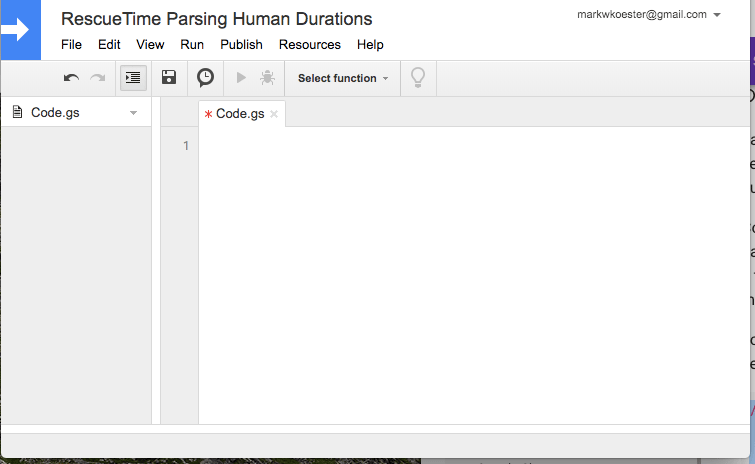 RescueTime Parsing Human Durations
markwkoester@gmail.com
File Edit View Run Publish Resources Help
Select function
Code.gs
* Code.gs ×
1